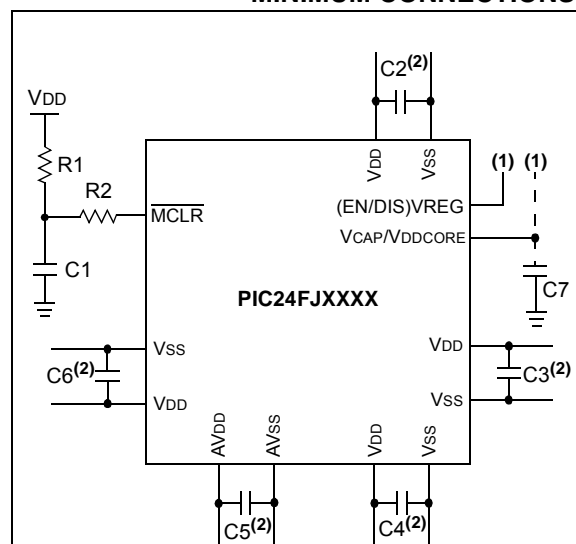 MINIMUM CONNECTIONS
C2(2)
VDD
R1
R2
C1
MCLR
VDD
VSS
(1) (1)
(EN/DIS)VREG
VCAP/VDDCORE
C7
PIC24FJXXXX
VSS
C6(2)
VDD
VDD
C3(2)
VSS
AVDD
AVSS
VDD
VSS
C5(2)
C4(2)